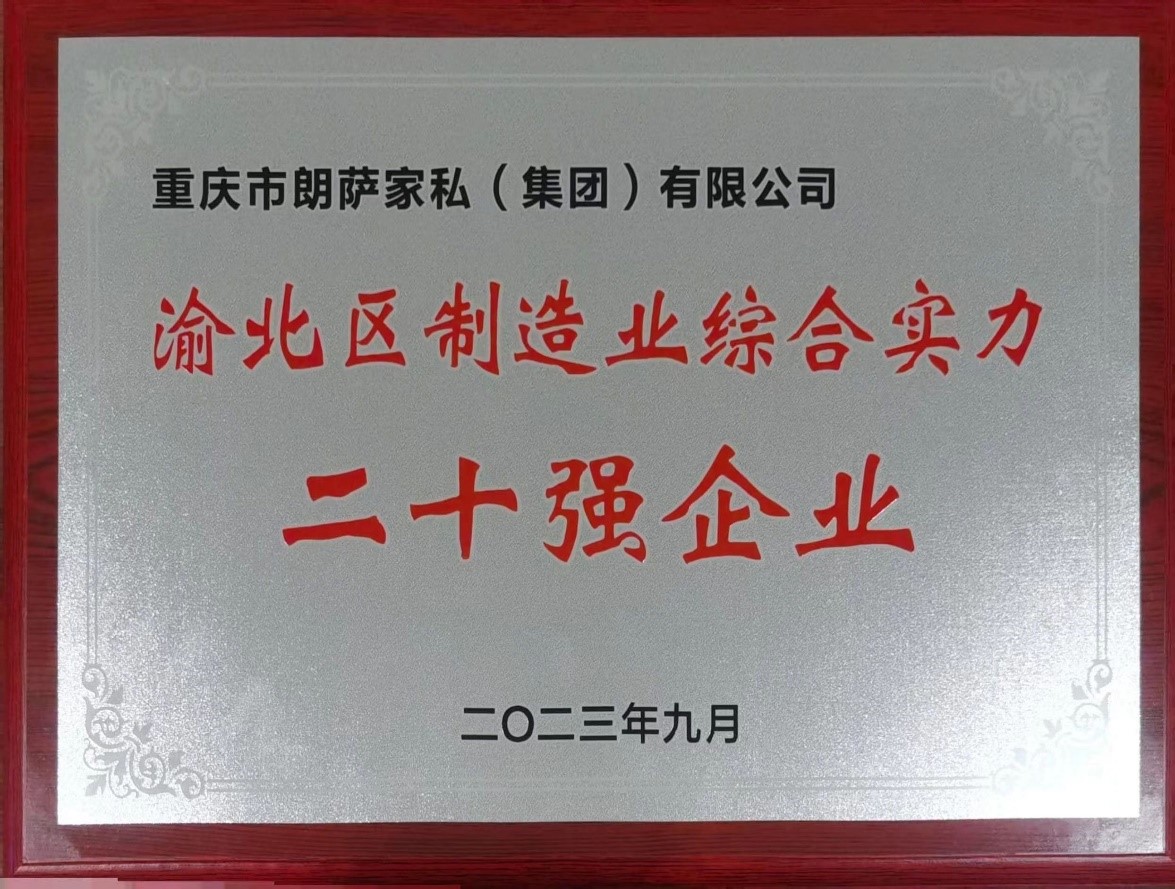 重庆市朗萨家私（集团）有限公司
渝北区制造业综合实力
二十强企业
二〇二三年九月